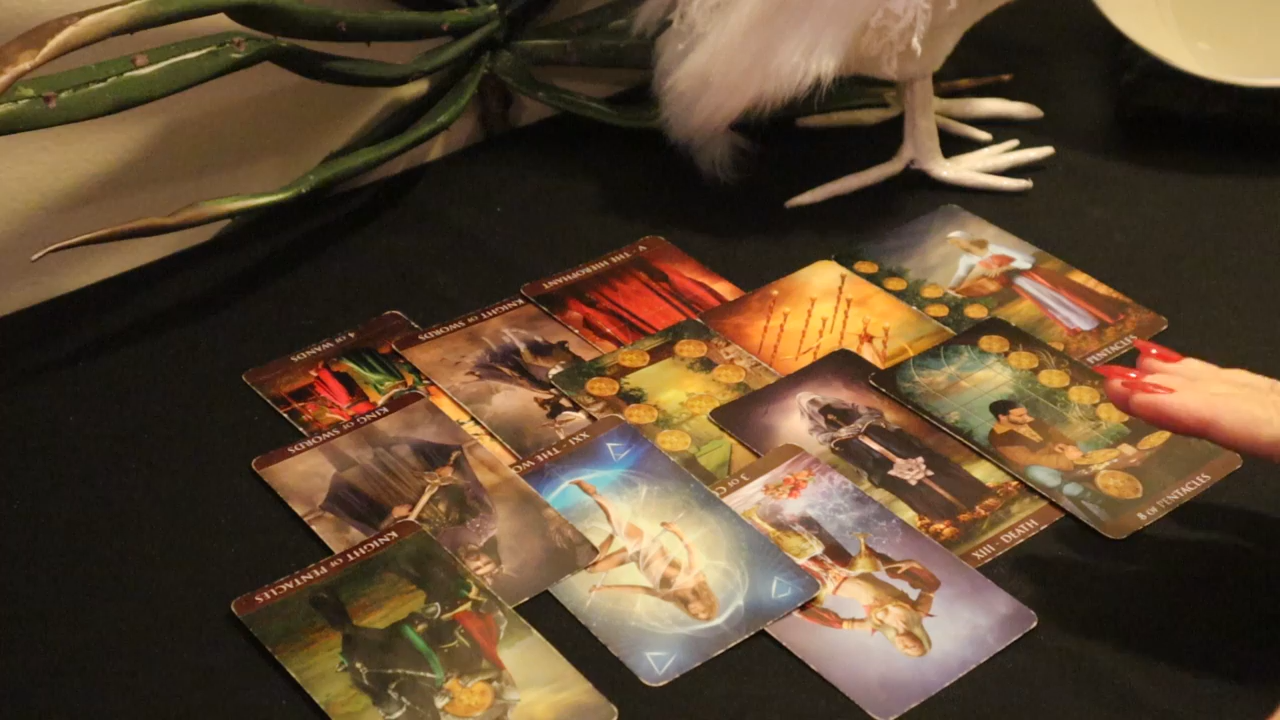 V - THE HIEROPHANT
KNIGHT OF SWORDS
OF WANDS
PENTACLES
KING OF SWORDS
XXI - THE WO
3 OF C
XIII - DEATH
8 OF PENTACLES
KNIGHT OF PENTACLES